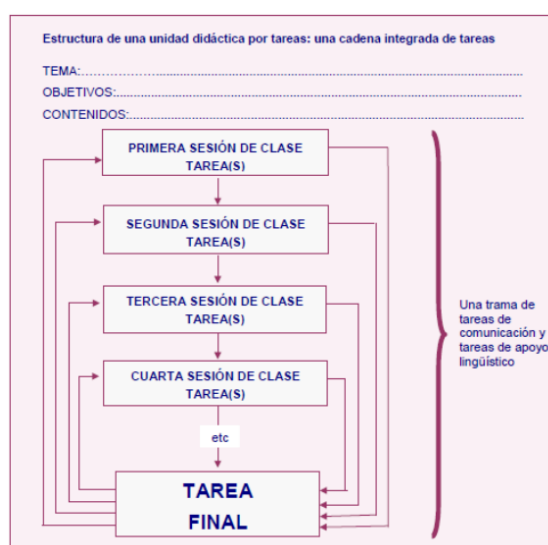 Estructura de una unidad didáctica por tareas: una cadena integrada de tareas
TEMA:......................................................................................................................
OBJETIVOS:...............................................................................................................
CONTENIDOS:............................................................................................................
PRIMERA SESIÓN DE CLASE
TAREA(S)
SEGUNDA SESIÓN DE CLASE
TAREA(S)
TERCERA SESIÓN DE CLASE
TAREA(S)
CUARTA SESIÓN DE CLASE
TAREA(S)
etc
TAREA
FINAL
Una trama de
tareas de
comunicación y
tareas de apoyo
lingüístico